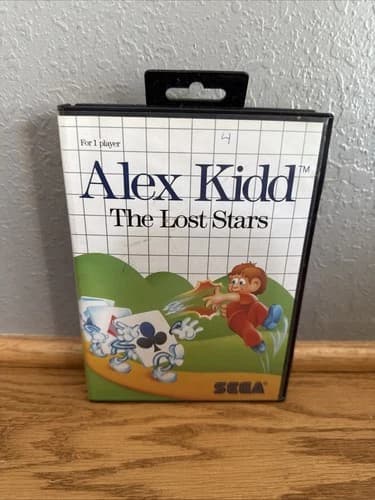 For 1 player
4
Alex Kidd™
The Lost Stars
SEGA®